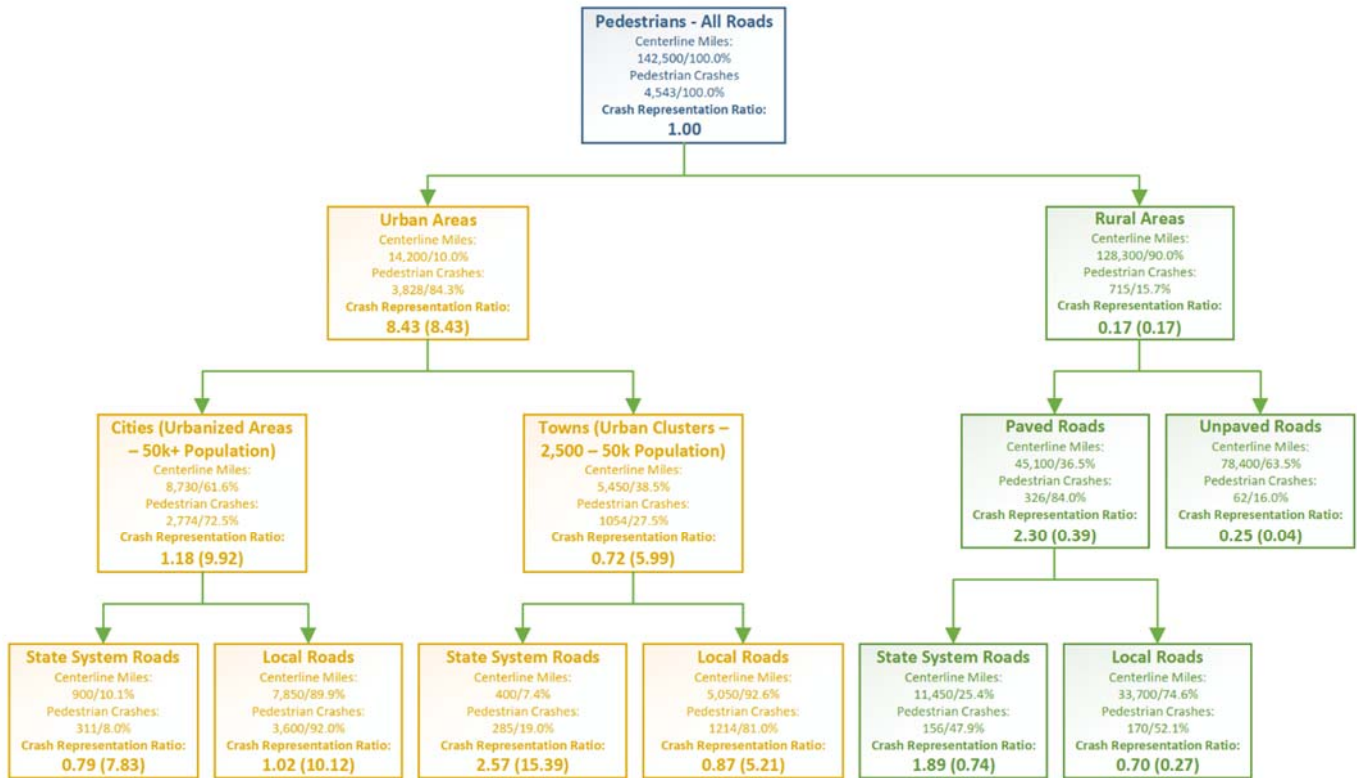 Pedestrians - All Roads
Centerline Miles:
142,500/100.0%
Pedestrian Crashes
4,543/100.0%
Crash Representation Ratio:
1.00
Urban Areas
Centerline Miles:
14,200/10.0%
Pedestrian Crashes:
3,828/84.3%
Crash Representation Ratio:
8.43 (8.43)
Rural Areas
Centerline Miles:
128,300/90.0%
Pedestrian Crashes:
715/15.7%
Crash Representation Ratio:
0.17 (0.17)
Cities (Urbanized Areas
– 50k+ Population)
Centerline Miles:
8,730/61.6%
Pedestrian Crashes:
2,774/72.5%
Crash Representation Ratio:
1.18 (9.92)
Towns (Urban Clusters –
2,500 – 50k Population)
Centerline Miles:
5,450/38.5%
Pedestrian Crashes:
1054/27.5%
Crash Representation Ratio:
0.72 (5.99)
Paved Roads
Centerline Miles:
45,100/36.5%
Pedestrian Crashes:
326/84.0%
Crash Representation Ratio:
2.30 (0.39)
Unpaved Roads
Centerline Miles:
78,400/63.5%
Pedestrian Crashes:
62/16.0%
Crash Representation Ratio:
0.25 (0.04)
State System Roads
Centerline Miles:
900/10.1%
Pedestrian Crashes:
311/8.0%
Crash Representation Ratio:
0.79 (7.83)
Local Roads
Centerline Miles:
7,850/89.9%
Pedestrian Crashes:
3,600/92.0%
Crash Representation Ratio:
1.02 (10.12)
State System Roads
Centerline Miles:
400/7.4%
Pedestrian Crashes:
285/19.0%
Crash Representation Ratio:
2.57 (15.39)
Local Roads
Centerline Miles:
5,050/92.6%
Pedestrian Crashes:
1214/81.0%
Crash Representation Ratio:
0.87 (5.21)
State System Roads
Centerline Miles:
11,450/25.4%
Pedestrian Crashes:
156/47.9%
Crash Representation Ratio:
1.89 (0.74)
Local Roads
Centerline Miles:
33,700/74.6%
Pedestrian Crashes:
170/52.1%
Crash Representation Ratio:
0.70 (0.27)